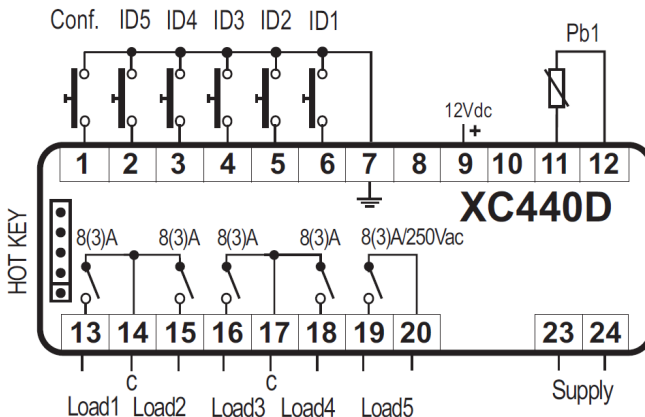 Conf. ID5 ID4 ID3 ID2 ID1
Pb1
12Vdc
+
1 2 3 4 5 6 7 8 9 10 11 12
XC440D
HOT KEY
8(3)A 8(3)A 8(3)A 8(3)A 8(3)A/250Vac
13 14 15 16 17 18 19 20 23 24
c c
Load1 Load2 Load3 Load4 Load5 Supply